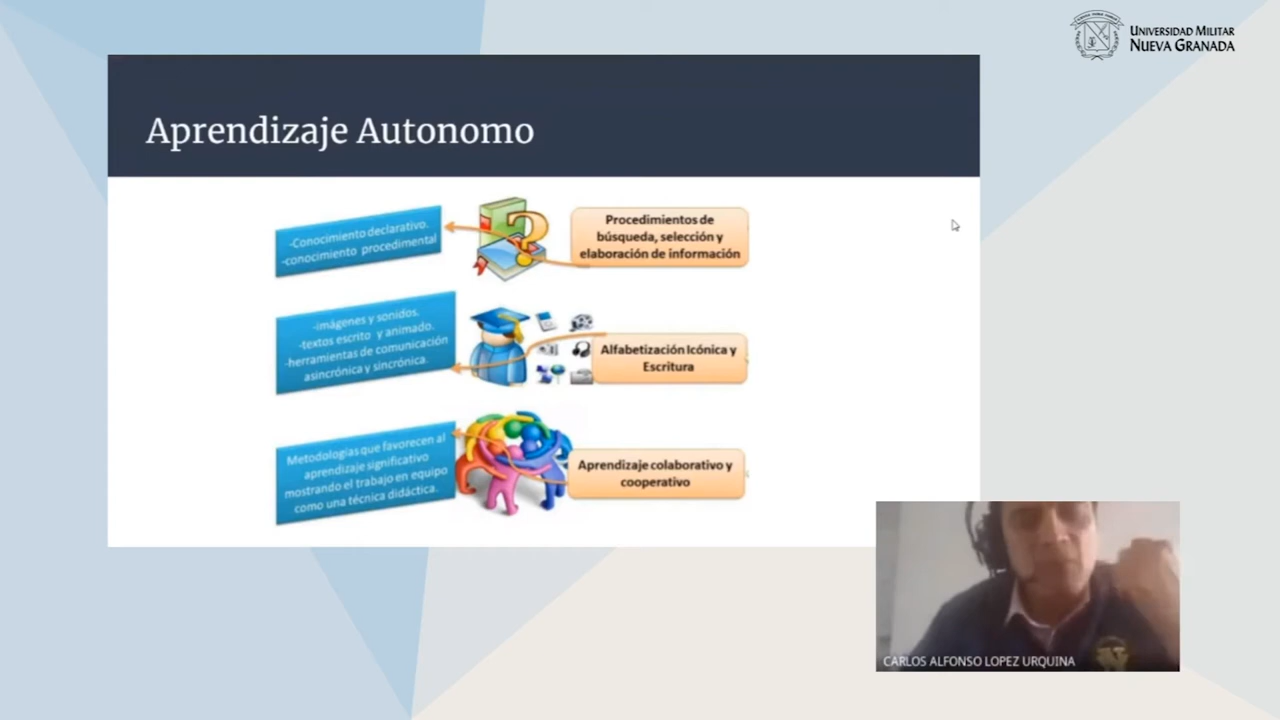 UNIVERSIDAD MILITAR
NUEVA GRANADA
Aprendizaje Autonomo
-Conocimiento declarativo.
-conocimiento procedimental
Procedimientos de
búsqueda, selección y
elaboración de información
-imágenes y sonidos.
-textos escrito y animado.
-herramientas de comunicación
asincrónica y sincrónica.
Alfabetización Icónica y
Escritura
Metodologías que favorecen al
aprendizaje significativo
mostrando el trabajo en equipo
como una técnica didáctica.
Aprendizaje colaborativo y
cooperativo
CARLOS ALFONSO LOPEZ URQUINA